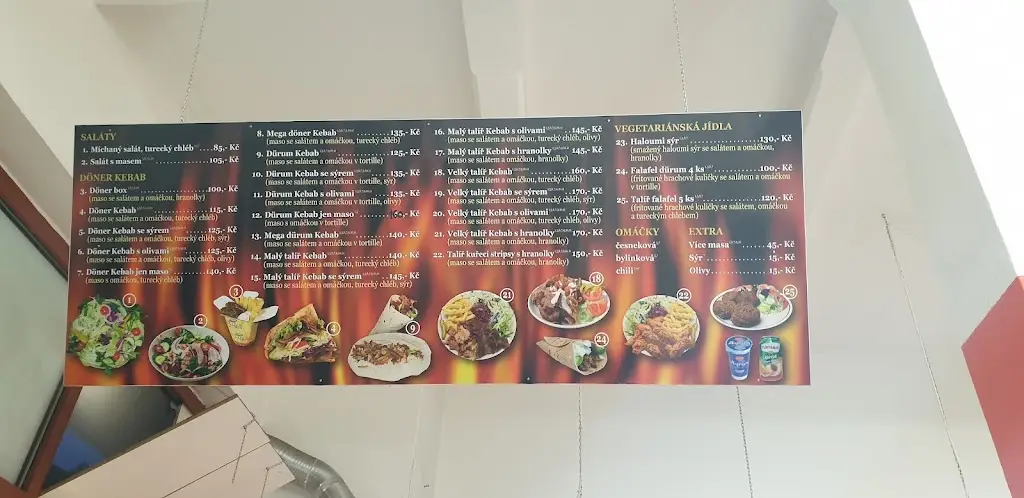 SALÁTY
1. Míchaný salát, turecký chléb ......85,- Kč
2. Salát s masem ......105,- Kč
DÖNER KEBAB
3. Döner box ......100,- Kč
(maso se salátem a omáčkou, hranolky)
4. Döner Kebab ......115,- Kč
(maso se salátem a omáčkou, turecký chléb)
5. Döner Kebab se sýrem ......125,- Kč
(maso se salátem a omáčkou, turecký chléb, sýr)
6. Döner Kebab s olivami ......125,- Kč
(maso se salátem a omáčkou, turecký chléb, olivy)
7. Döner Kebab jen maso ......140,- Kč
(maso s omáčkou, turecký chléb)
8. Mega döner Kebab ......135,- Kč
(maso se salátem a omáčkou, turecký chléb)
9. Dürum Kebab ......125,- Kč
(maso se salátem a omáčkou v tortille)
10. Dürum Kebab se sýrem ......135,- Kč
(maso se salátem a omáčkou v tortille, sýr)
11. Dürum Kebab s olivami ......135,- Kč
(maso se salátem a omáčkou v tortille, olivy)
12. Dürum Kebab jen maso ...... Kč
(maso s omáčkou v tortille)
13. Mega dürum Kebab ......140,- Kč
(maso se salátem a omáčkou v tortille)
14. Malý talíř Kebab ......140,- Kč
(maso se salátem a omáčkou, turecký chléb)
15. Malý talíř Kebab se sýrem ......145,- Kč
(maso se salátem a omáčkou, turecký chléb, sýr)
16. Malý talíř Kebab s olivami ..145,- Kč
(maso se salátem a omáčkou, turecký chléb, olivy)
17. Malý talíř Kebab s hranolky 145,- Kč
(maso se salátem a omáčkou, hranolky)
18. Velký talíř Kebab ......160,- Kč
(maso se salátem a omáčkou, turecký chléb)
19. Velký talíř Kebab se sýrem ..170,- Kč
(maso se salátem a omáčkou, turecký chléb, sýr)
20. Velký talíř Kebab s olivami .170,- Kč
(maso se salátem a omáčkou, turecký chléb, olivy)
21. Velký talíř Kebab s hranolky 170,- Kč
(maso se salátem a omáčkou, hranolky)
22. Talíř kuřecí stripsy s hranolky .150,- Kč
(maso se salátem a omáčkou, hranolky)
VEGETARIÁNSKÁ JÍDLA
23. Haloumi sýr ......130,- Kč
(smažený haloumi sýr se salátem a omáčkou,
hranolky)
24. Falafel dürum 4 ks ......100,- Kč
(fritované hrachové kuličky se salátem a omáčkou
v tortille)
25. Talíř falafel 5 ks ......120,- Kč
(fritované hrachové kuličky se salátem, omáčkou
a tureckým chlebem)
OMÁČKY
česneková
bylinková
chili
EXTRA
Více masa ......45,- Kč
Sýr ......15,- Kč
Olivy ......15,- Kč
1
2
3
4
9
21
18
24
22
25